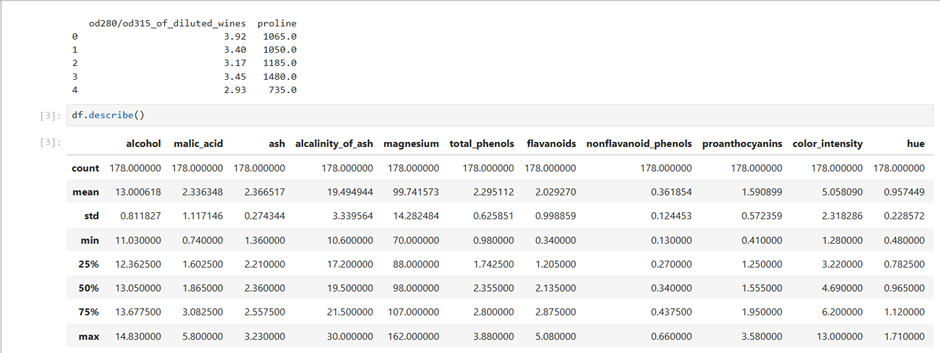 od280/od315_of_diluted_wines proline
0 3.92 1065.0
1 3.40 1050.0
2 3.17 1185.0
3 3.45 1480.0
4 2.93 735.0
[3]: df.describe()
[3]: alcohol malic_acid ash alcalinity_of_ash magnesium total_phenols flavanoids nonflavanoid_phenols proanthocyanins color_intensity hue
count 178.000000 178.000000 178.000000 178.000000 178.000000 178.000000 178.000000 178.000000 178.000000 178.000000 178.000000
mean 13.000618 2.336348 2.366517 19.494944 99.741573 2.295112 2.029270 0.361854 1.590899 5.058090 0.957449
std 0.811827 1.117146 0.274344 3.339564 14.282484 0.625851 0.998859 0.124453 0.572359 2.318286 0.228572
min 11.030000 0.740000 1.360000 10.600000 70.000000 0.980000 0.340000 0.130000 0.410000 1.280000 0.480000
25% 12.362500 1.602500 2.210000 17.200000 88.000000 1.742500 1.205000 0.270000 1.250000 3.220000 0.782500
50% 13.050000 1.865000 2.360000 19.500000 98.000000 2.355000 2.135000 0.340000 1.555000 4.690000 0.965000
75% 13.677500 3.082500 2.557500 21.500000 107.000000 2.800000 2.875000 0.437500 1.950000 6.200000 1.120000
max 14.830000 5.800000 3.230000 30.000000 162.000000 3.880000 5.080000 0.660000 3.580000 13.000000 1.710000